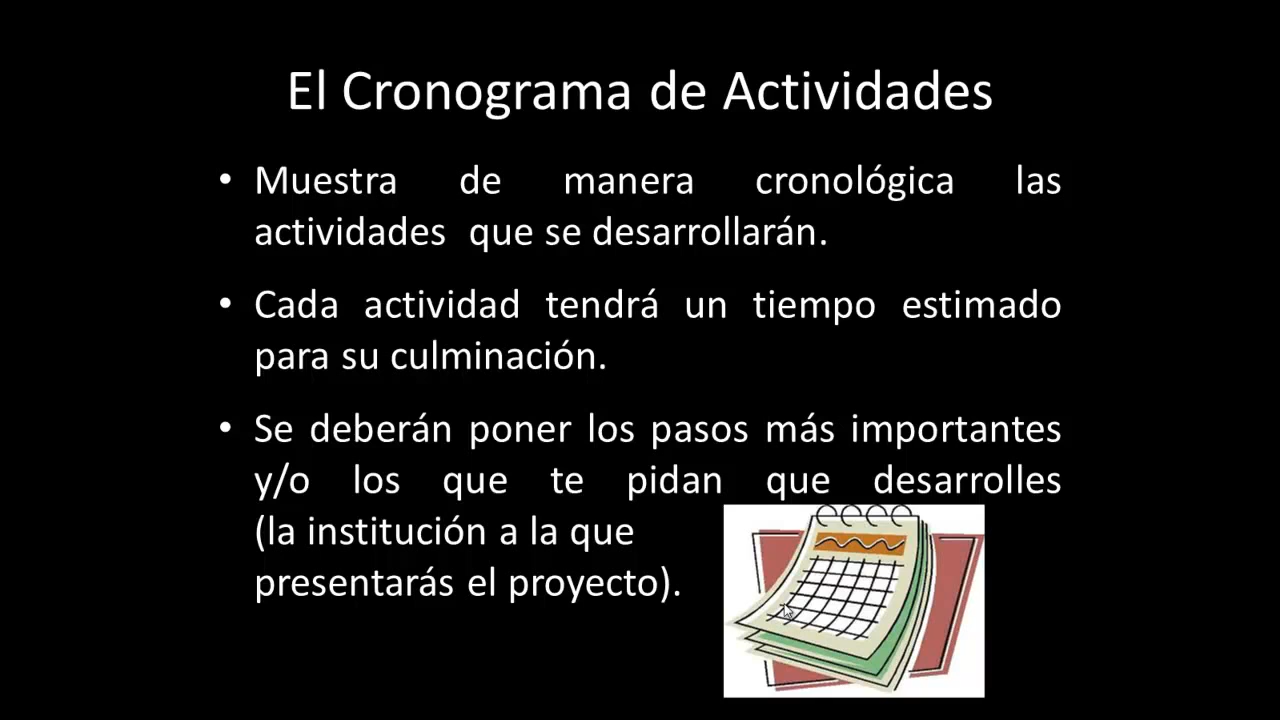 El Cronograma de Actividades
• Muestra de manera cronológica las
actividades que se desarrollarán.
• Cada actividad tendrá un tiempo estimado
para su culminación.
• Se deberán poner los pasos más importantes
y/o los que te pidan que desarrolles
(la institución a la que
presentarás el proyecto).